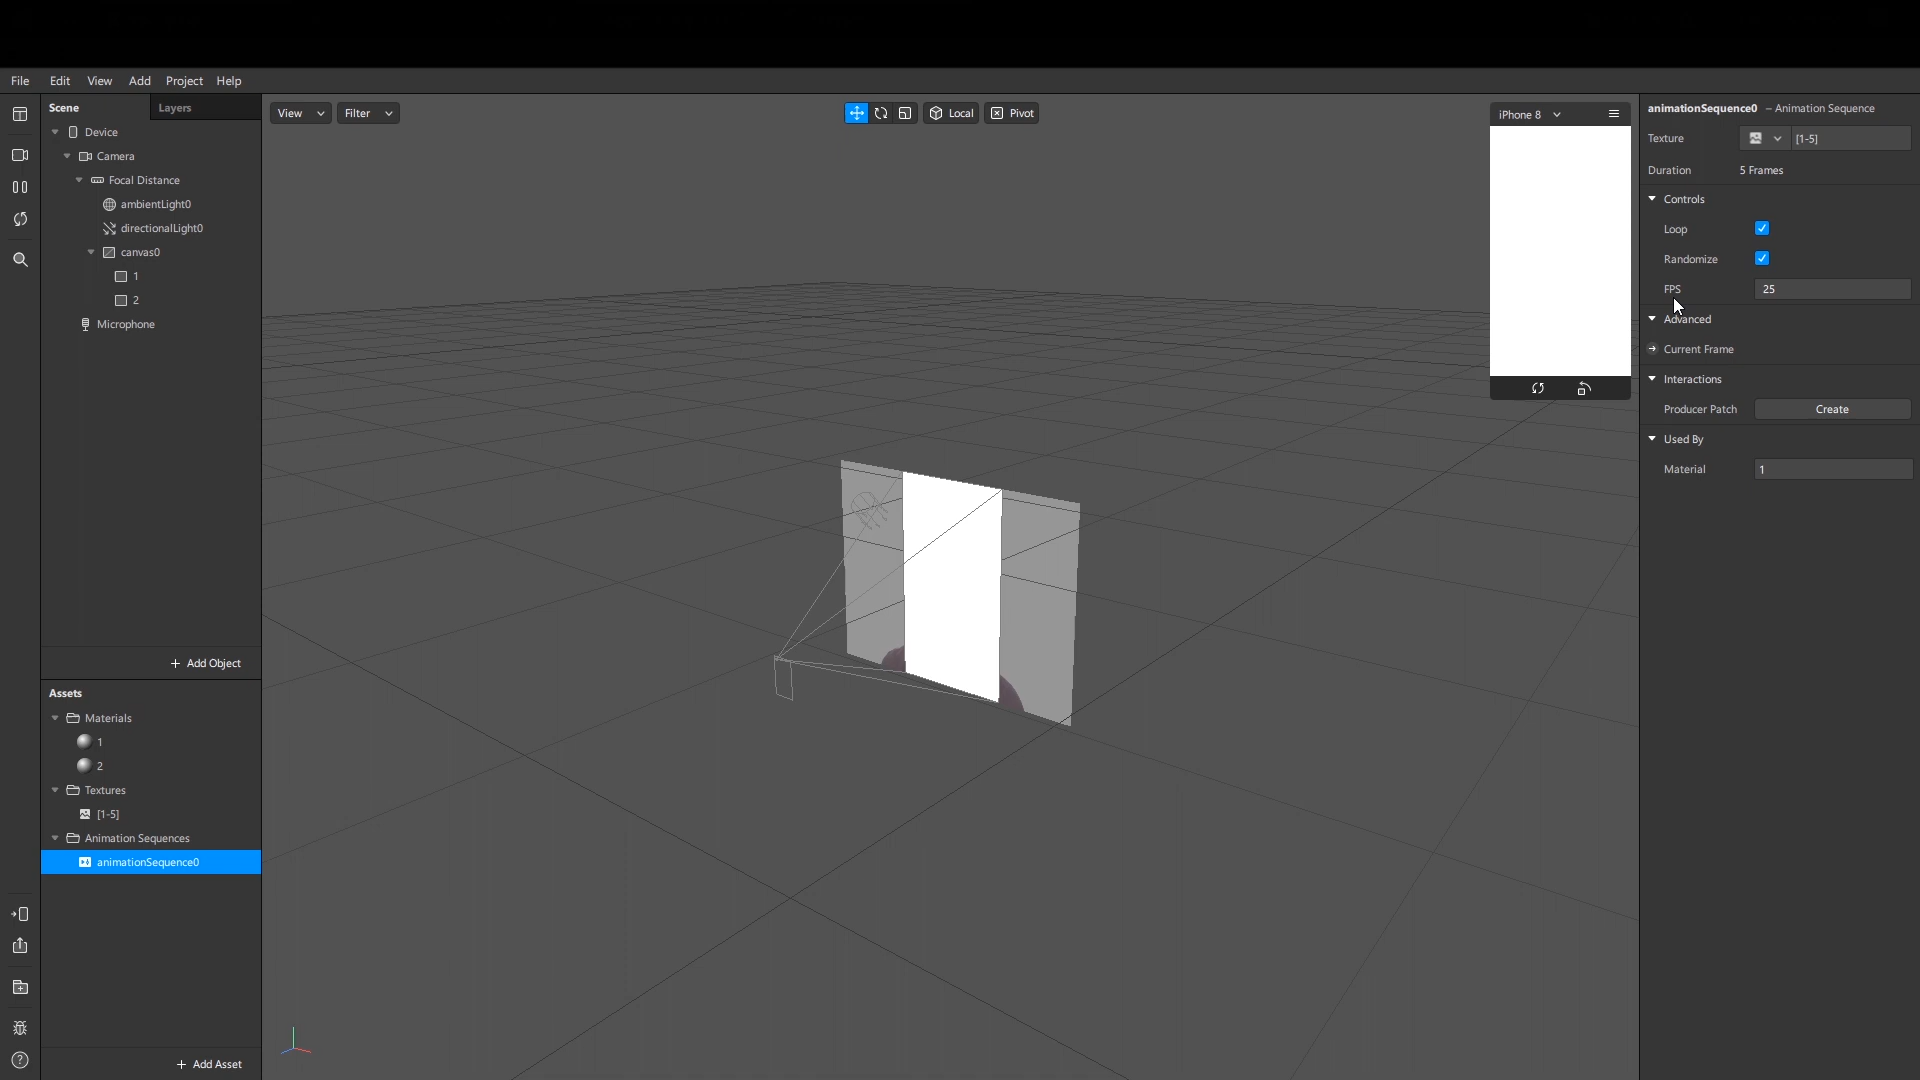 File Edit View Add Project Help
Scene
Layers
Device
Camera
Focal Distance
ambientLight0
directionalLight0
canvas0
1
2
Microphone
+ Add Object
Assets
Materials
1
2
Textures
[1-5]
Animation Sequences
animationSequence0
+ Add Asset
View
Filter
Local
Pivot
iPhone 8
animationSequence0 – Animation Sequence
Texture [1-5]
Duration 5 Frames
Controls
Loop
Randomize
FPS 25
Advanced
Current Frame
Interactions
Producer Patch Create
Used By
Material 1